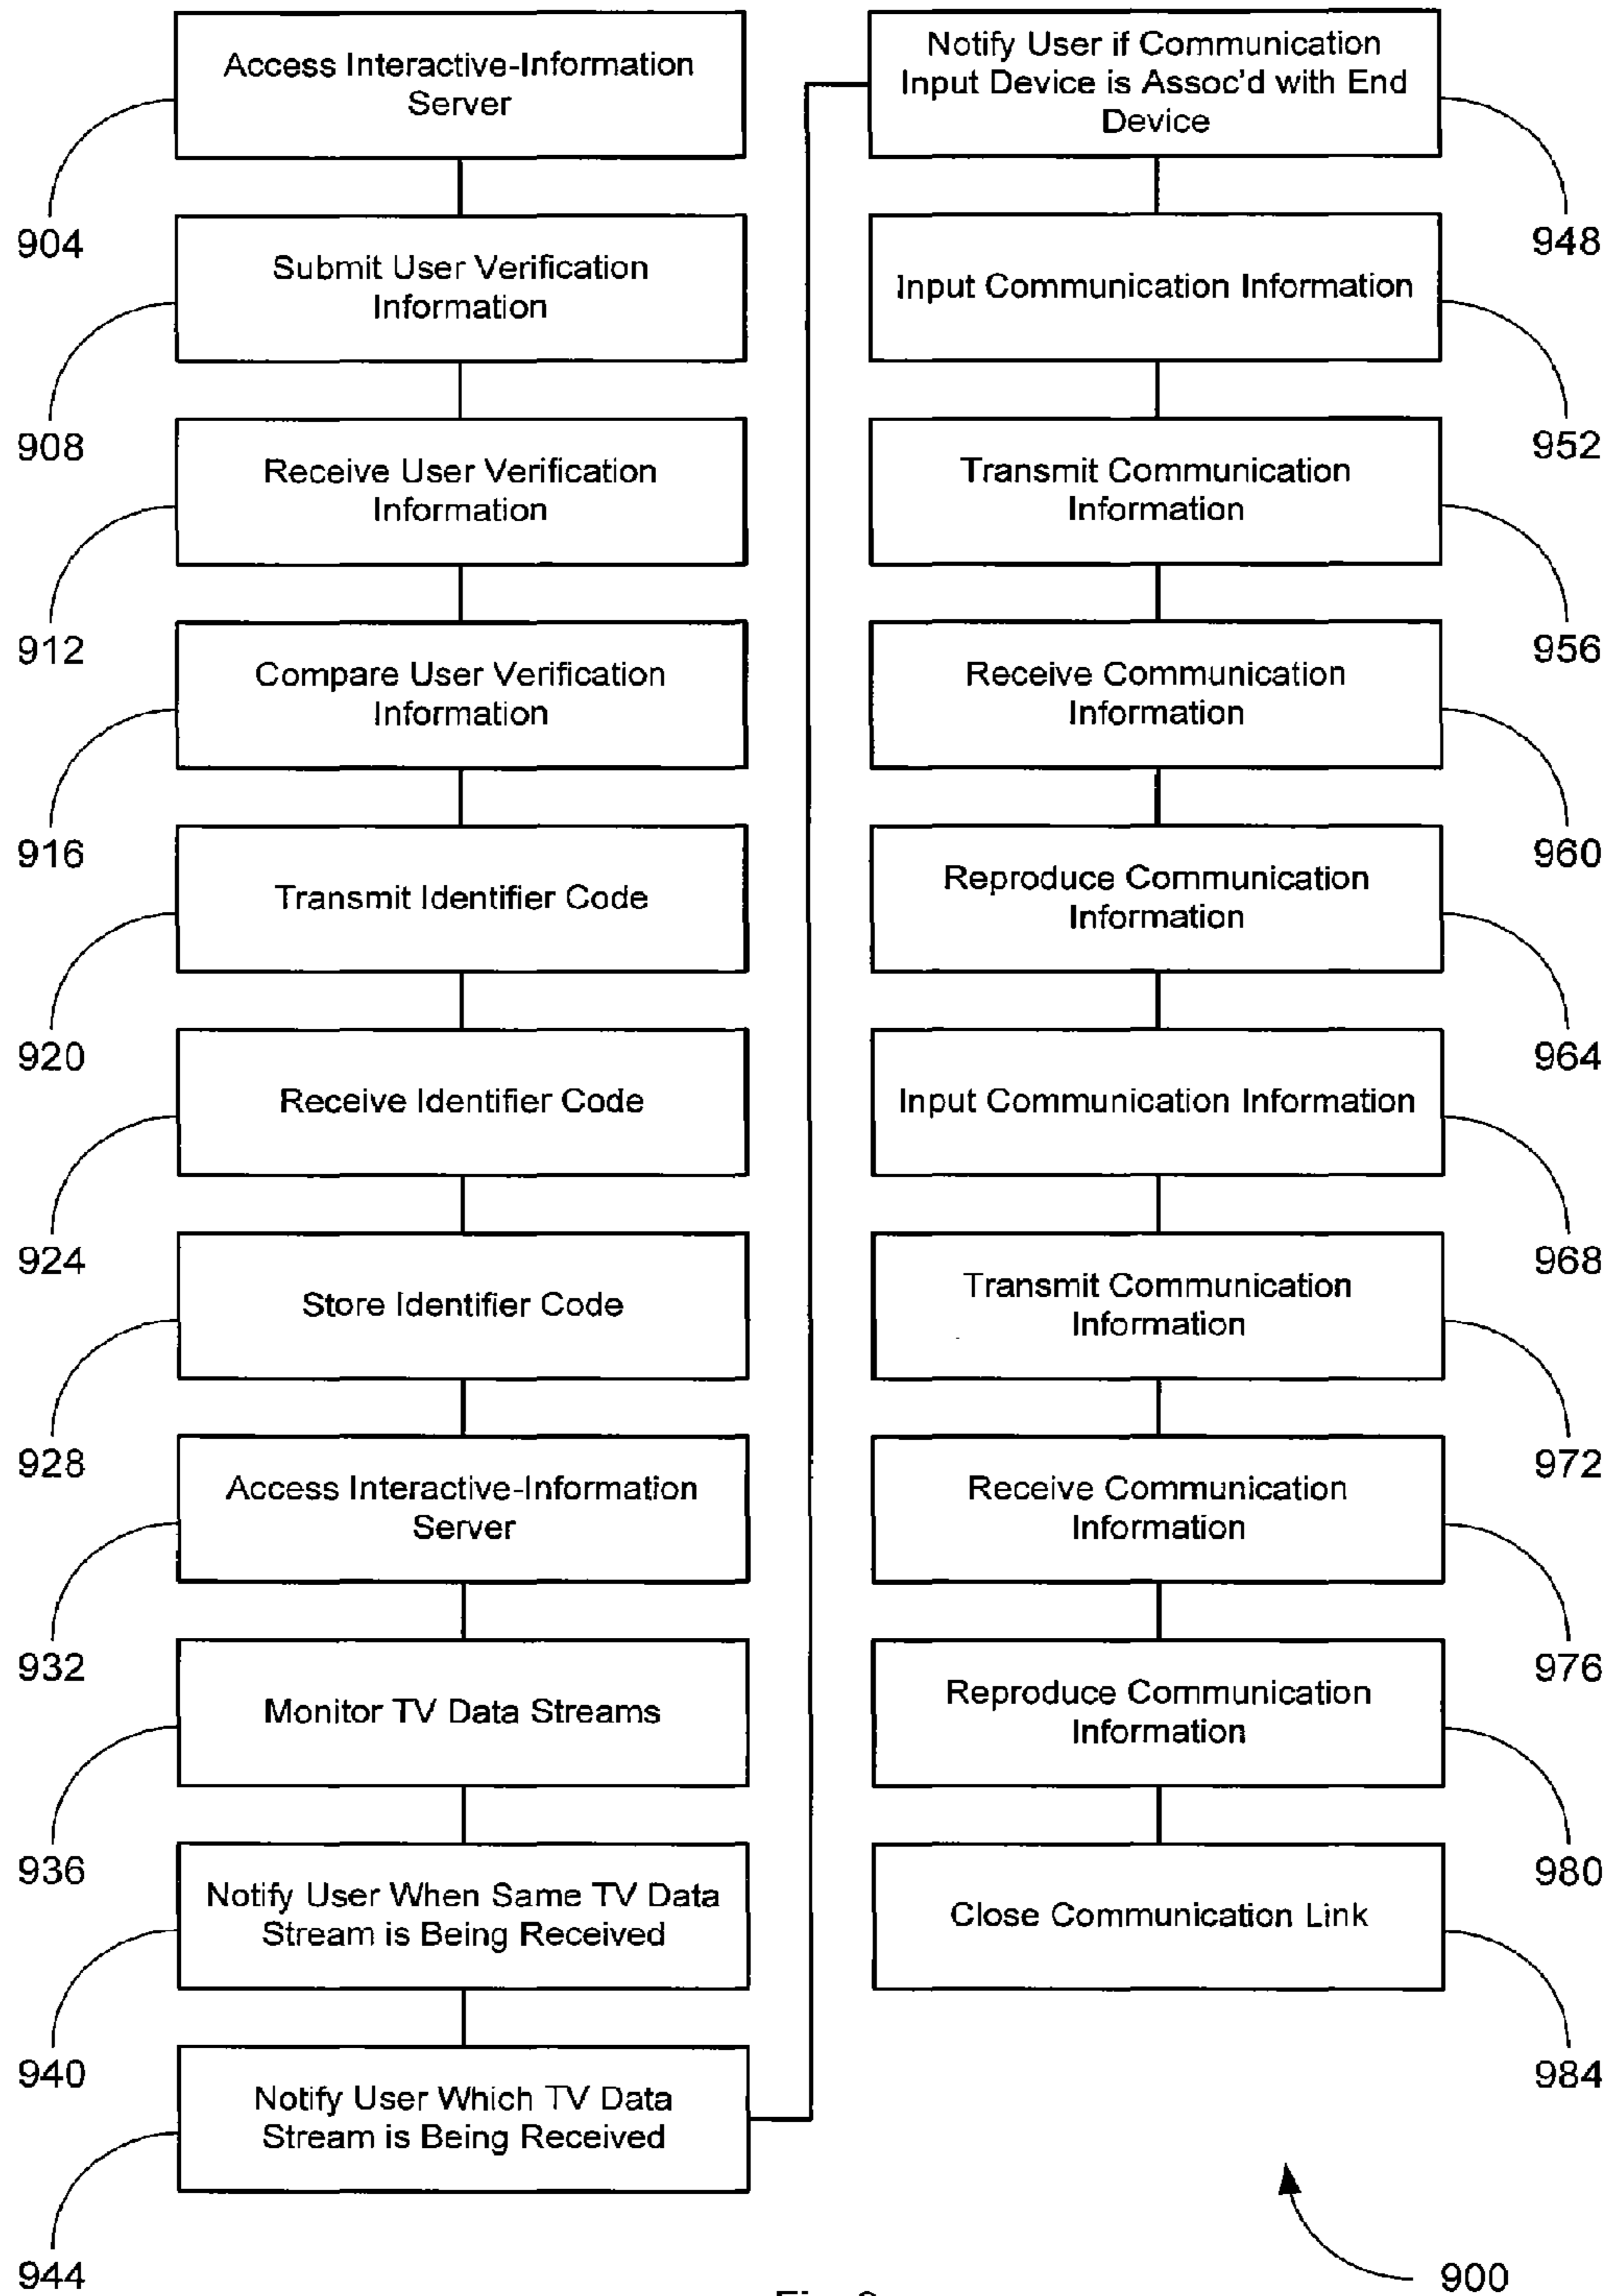 Access Interactive-Information
Server
904
Submit User Verification
Information
908
Receive User Verification
Information
912
Compare User Verification
Information
916
Transmit Identifier Code
920
Receive Identifier Code
924
Store Identifier Code
928
Access Interactive-Information
Server
932
Monitor TV Data Streams
936
Notify User When Same TV Data
Stream is Being Received
940
Notify User Which TV Data
Stream is Being Received
944
Notify User if Communication
Input Device is Assoc'd with End
Device
948
Input Communication Information
952
Transmit Communication
Information
956
Receive Communication
Information
960
Reproduce Communication
Information
964
Input Communication Information
968
Transmit Communication
Information
972
Receive Communication
Information
976
Reproduce Communication
Information
980
Close Communication Link
984
900